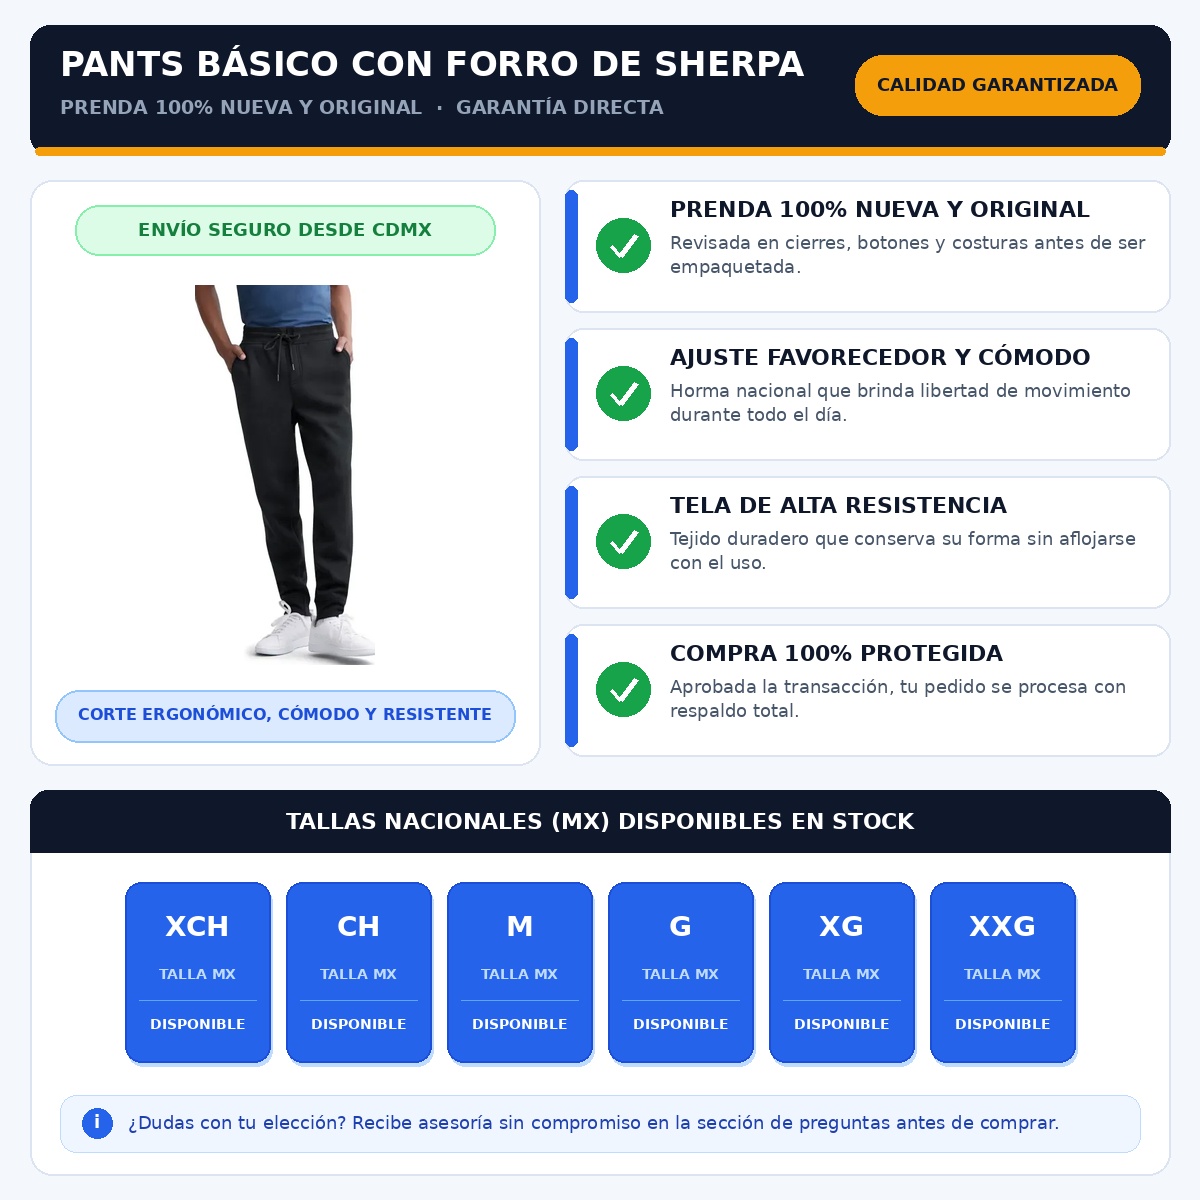 PANTS BÁSICO CON FORRO DE SHERPA
PRENDA 100% NUEVA Y ORIGINAL · GARANTÍA DIRECTA
CALIDAD GARANTIZADA
ENVÍO SEGURO DESDE CDMX
CORTE ERGONÓMICO, CÓMODO Y RESISTENTE
PRENDA 100% NUEVA Y ORIGINAL
Revisada en cierres, botones y costuras antes de ser
empaquetada.
AJUSTE FAVORECEDOR Y CÓMODO
Horma nacional que brinda libertad de movimiento
durante todo el día.
TELA DE ALTA RESISTENCIA
Tejido duradero que conserva su forma sin aflojarse
con el uso.
COMPRA 100% PROTEGIDA
Aprobada la transacción, tu pedido se procesa con
respaldo total.
TALLAS NACIONALES (MX) DISPONIBLES EN STOCK
XCH
TALLA MX
DISPONIBLE
CH
TALLA MX
DISPONIBLE
M
TALLA MX
DISPONIBLE
G
TALLA MX
DISPONIBLE
XG
TALLA MX
DISPONIBLE
XXG
TALLA MX
DISPONIBLE
i ¿Dudas con tu elección? Recibe asesoría sin compromiso en la sección de preguntas antes de comprar.